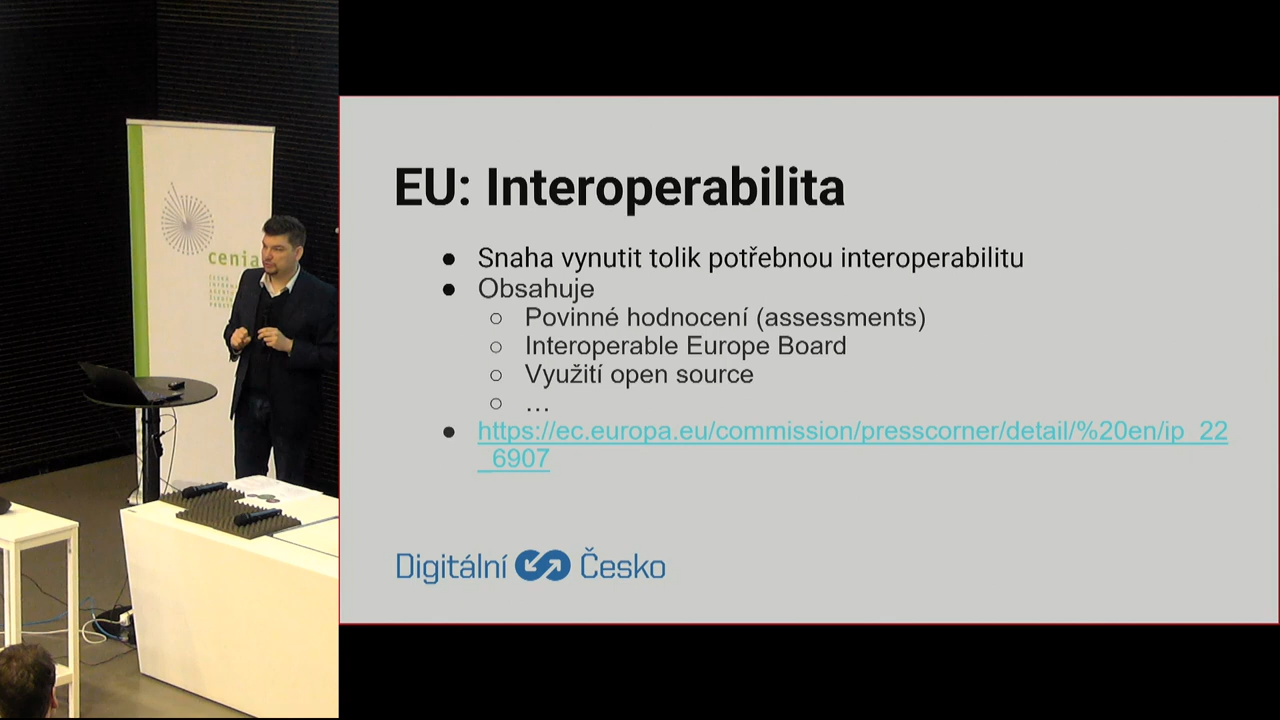 EU: Interoperabilita
● Snaha vynutit tolik potřebnou interoperabilitu
● Obsahuje
○ Povinné hodnocení (assessments)
○ Interoperable Europe Board
○ Využití open source
○ …
● https://ec.europa.eu/commission/presscorner/detail/%20en/ip_22
_6907
Digitální Česko
cenia